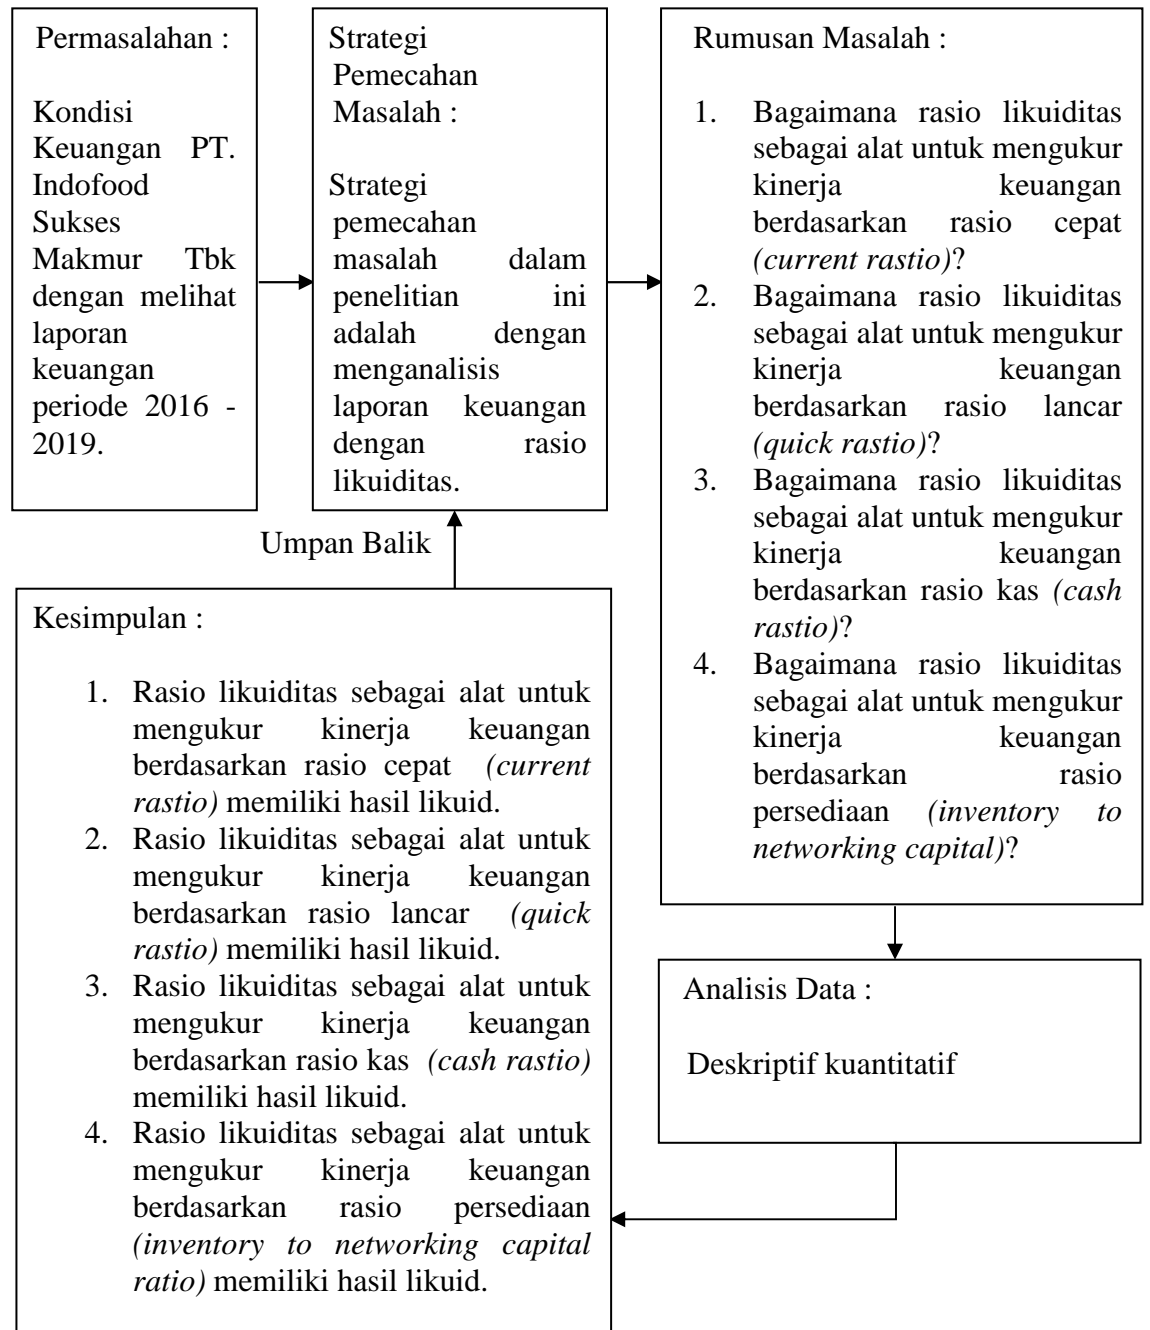 Permasalahan :
Kondisi
Keuangan PT.
Indofood
Sukses
Makmur Tbk
dengan melihat
laporan
keuangan
periode 2016 -
2019.
Strategi
Pemecahan
Masalah :
Strategi
pemecahan
masalah dalam
penelitian ini
adalah dengan
menganalisis
laporan keuangan
dengan rasio
likuiditas.
Rumusan Masalah :
1. Bagaimana rasio likuiditas
sebagai alat untuk mengukur
kinerja keuangan
berdasarkan rasio cepat
(current rastio)?
2. Bagaimana rasio likuiditas
sebagai alat untuk mengukur
kinerja keuangan
berdasarkan rasio lancar
(quick rastio)?
3. Bagaimana rasio likuiditas
sebagai alat untuk mengukur
kinerja keuangan
berdasarkan rasio kas (cash
rastio)?
4. Bagaimana rasio likuiditas
sebagai alat untuk mengukur
kinerja keuangan
berdasarkan rasio
persediaan (inventory to
networking capital)?
Analisis Data :
Deskriptif kuantitatif
Umpan Balik
Kesimpulan :
1. Rasio likuiditas sebagai alat untuk
mengukur kinerja keuangan
berdasarkan rasio cepat (current
rastio) memiliki hasil likuid.
2. Rasio likuiditas sebagai alat untuk
mengukur kinerja keuangan
berdasarkan rasio lancar (quick
rastio) memiliki hasil likuid.
3. Rasio likuiditas sebagai alat untuk
mengukur kinerja keuangan
berdasarkan rasio kas (cash rastio)
memiliki hasil likuid.
4. Rasio likuiditas sebagai alat untuk
mengukur kinerja keuangan
berdasarkan rasio persediaan
(inventory to networking capital
ratio) memiliki hasil likuid.